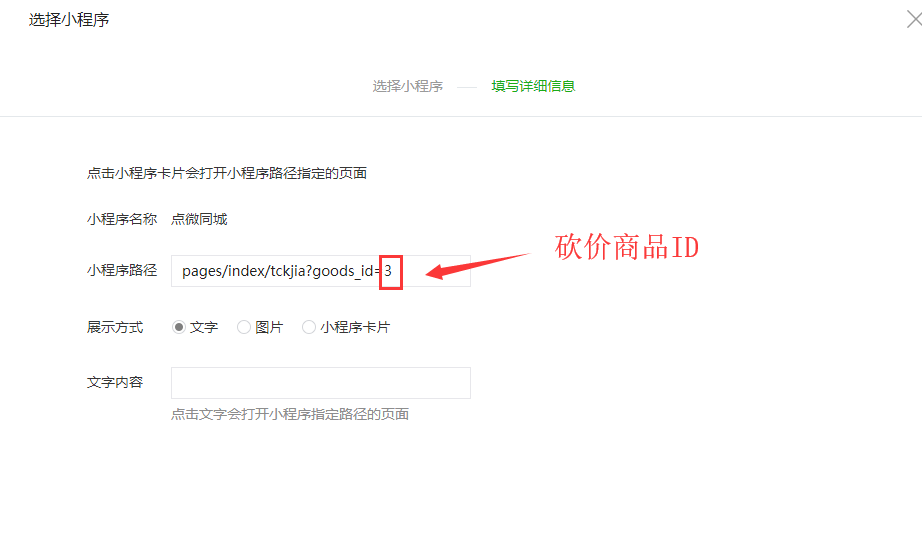 选择小程序
选择小程序 填写详细信息
点击小程序卡片会打开小程序路径指定的页面
小程序名称 点微同城
砍价商品ID
小程序路径 pages/index/tckjia?goods_id=3
展示方式 文字 图片 小程序卡片
文字内容
点击文字会打开小程序指定路径的页面